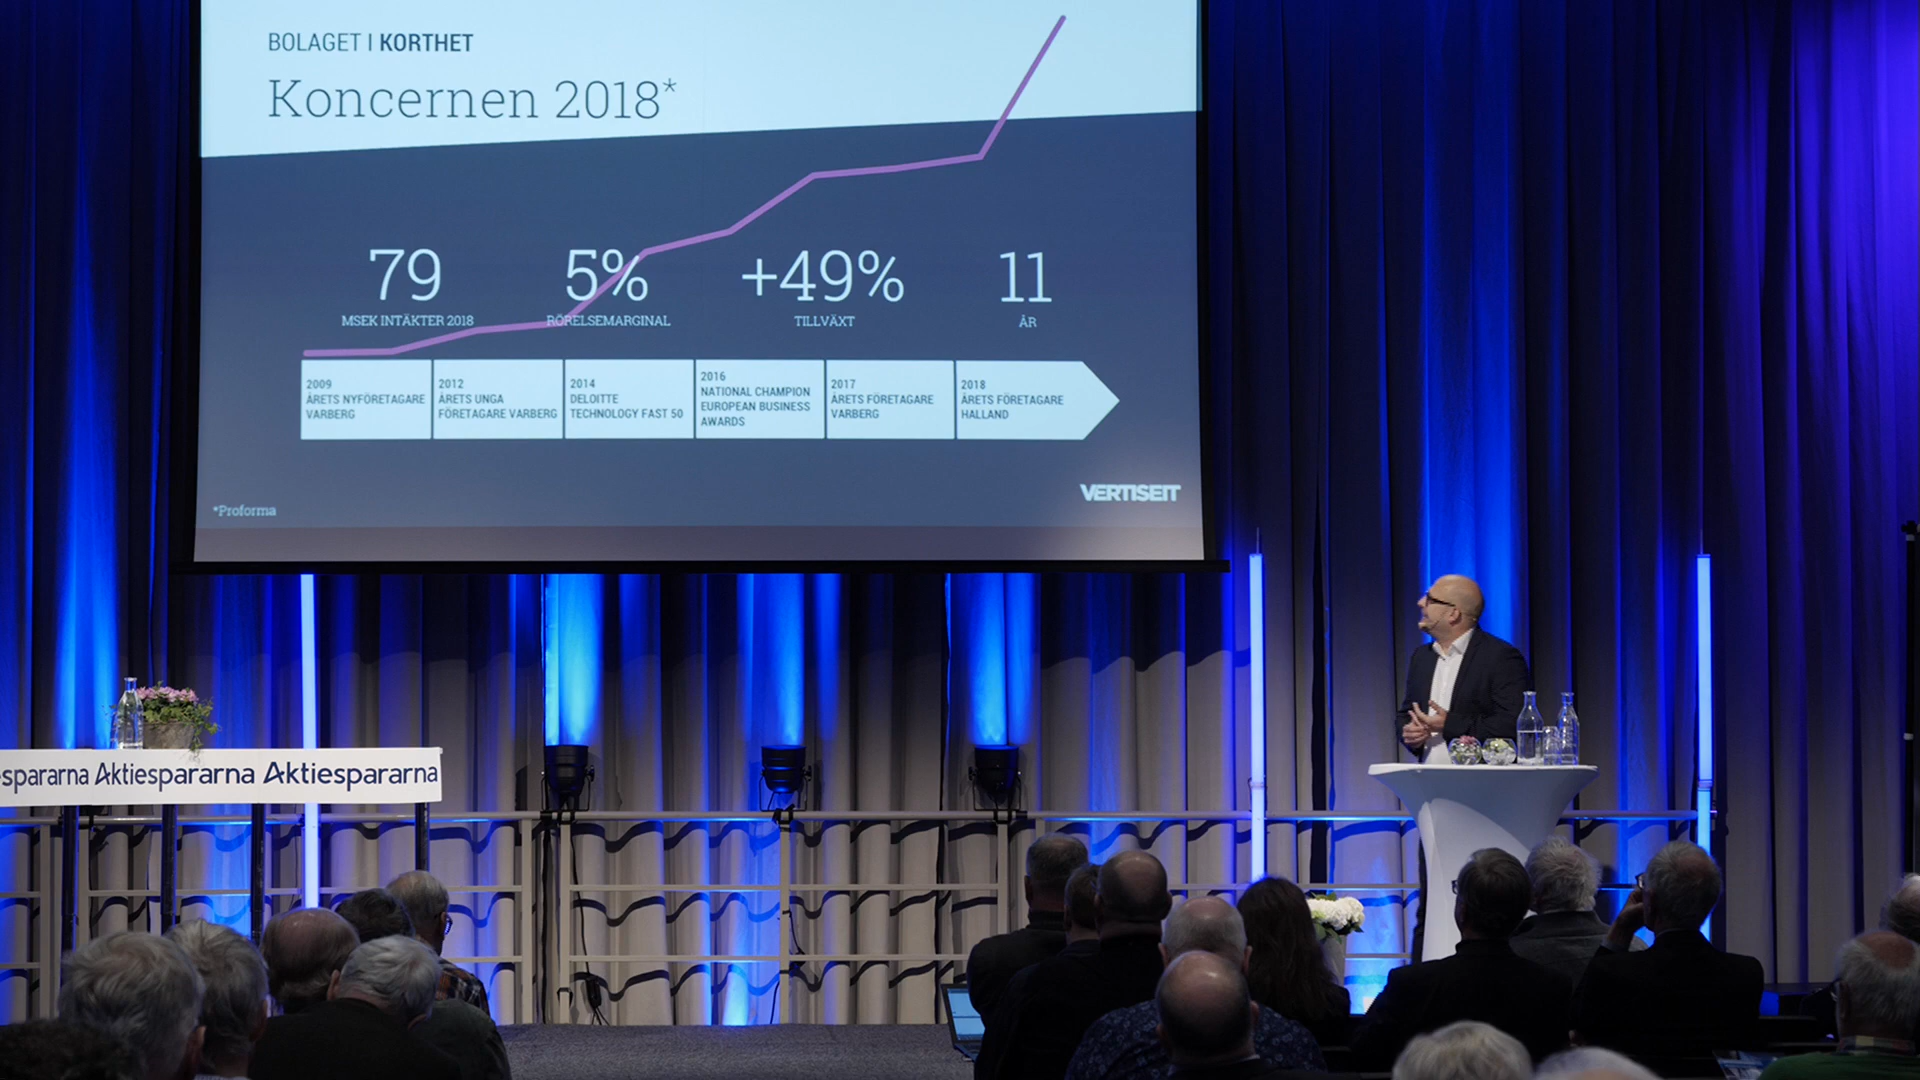 BOLAGET I KORTHET
Koncernen 2018*
79
MSEK INTÄKTER 2018
5%
RÖRELSEMARGINAL
+49%
TILLVÄXT
11
ÅR
2009
ÅRETS NYFÖRETAGARE
VARBERG
2012
ÅRETS UNGA
FÖRETAGARE VARBERG
2014
DELOITTE
TECHNOLOGY FAST 50
2016
NATIONAL CHAMPION
EUROPEAN BUSINESS
AWARDS
2017
ÅRETS FÖRETAGARE
VARBERG
2018
ÅRETS FÖRETAGARE
HALLAND
VERTISEIT
*Proforma
spararna Aktiespararna Aktiespararna